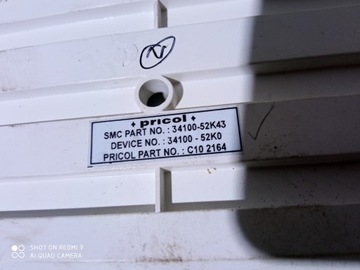 N
pricol
SMC PART NO. : 34100-52K43
DEVICE NO. : 34100 - 52K0
PRICOL PART NO. : C10 2164
SHOT ON REDMI 9
AI QUAD CAMERA